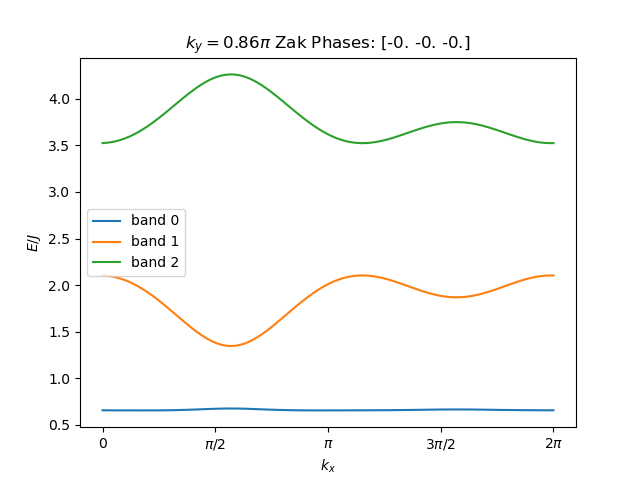 $k_y = 0.86\pi$ Zak Phases: [-0. -0. -0.]
4.0
3.5
3.0
2.5
2.0
1.5
1.0
0.5
E/J
band 0
band 1
band 2
0
π/2
π
3π/2
2π
$k_x$